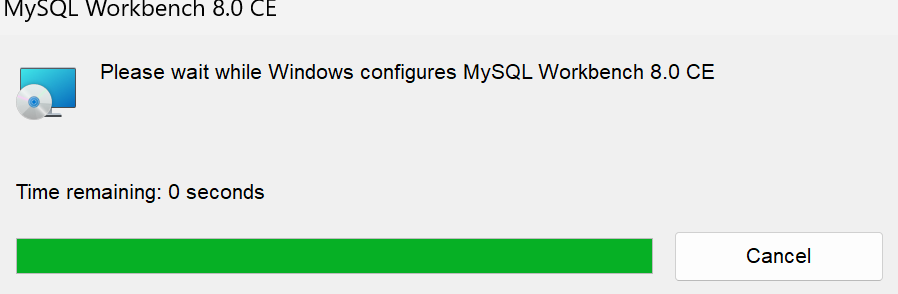 MySQL Workbench 8.0 CE
Please wait while Windows configures MySQL Workbench 8.0 CE
Time remaining: 0 seconds
Cancel